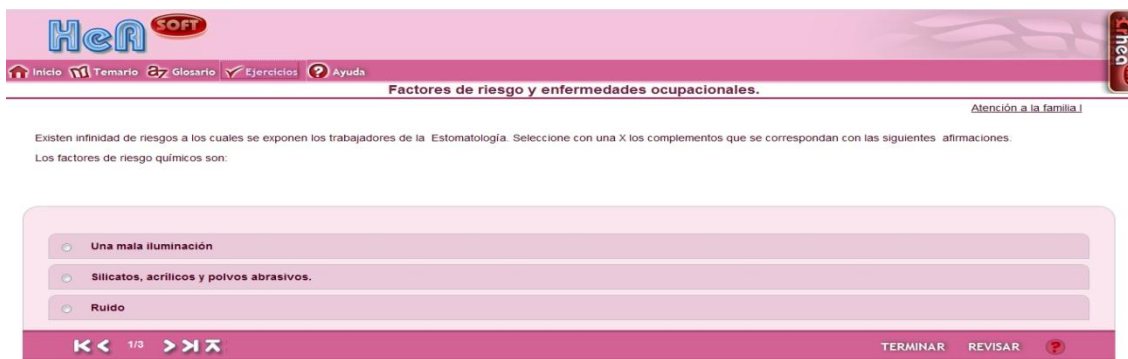 HeA SOFT
rhea
Inicio Temario az Glosario Ejercicios ? Ayuda
Factores de riesgo y enfermedades ocupacionales.
Atención a la familia I
Existen infinidad de riesgos a los cuales se exponen los trabajadores de la Estomatología. Seleccione con una X los complementos que se correspondan con las siguientes afirmaciones.
Los factores de riesgo químicos son:
Una mala iluminación
Silicatos, acrílicos y polvos abrasivos.
Ruido
1/3
TERMINAR REVISAR ?